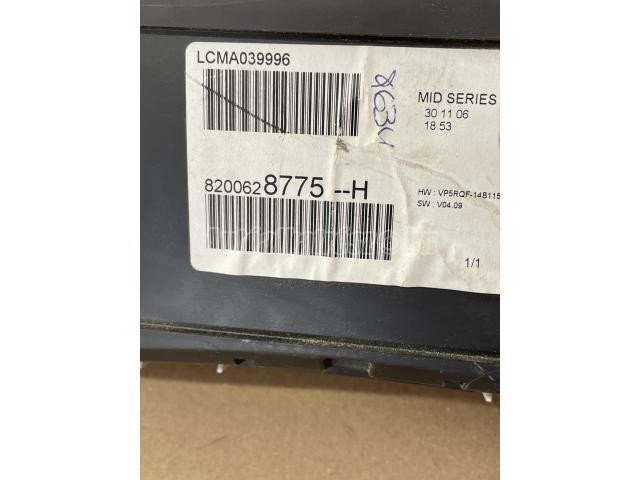 LCMA039996
MID SERIES
30 11 06
18 53
8200628775 --H
HW : VP5RQF-14B115
SW : V04.09
1/1